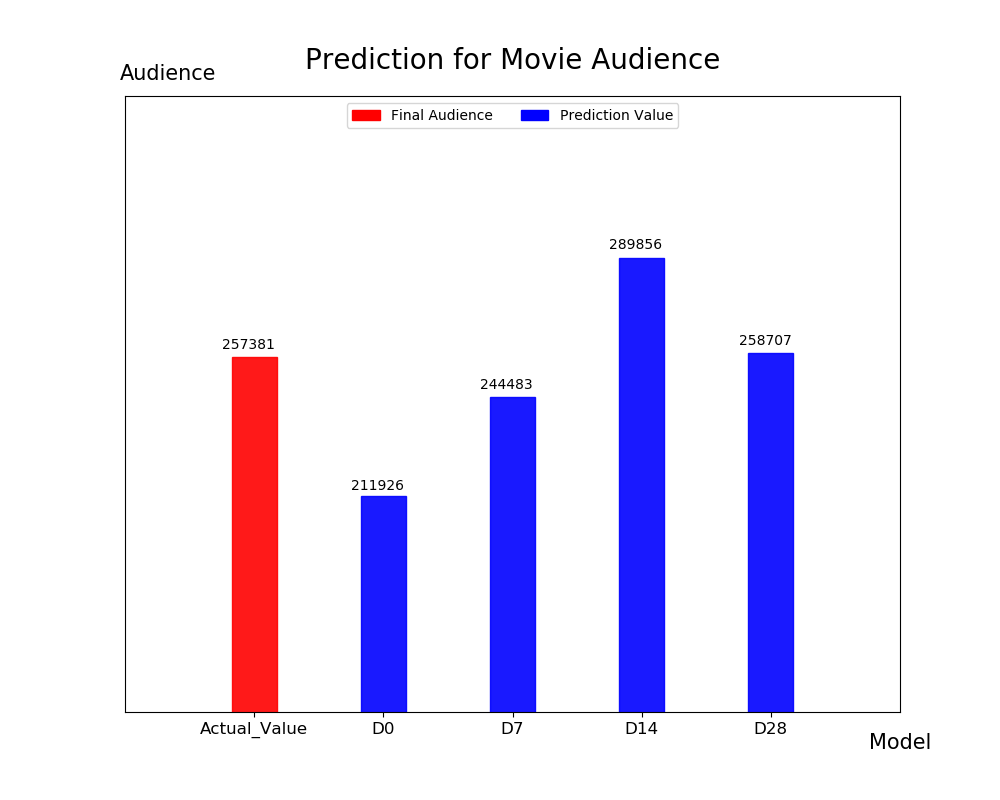 Prediction for Movie Audience
Audience
Final Audience
Prediction Value
289856
258707
257381
244483
211926
Actual_Value
D0
D7
D14
D28
Model